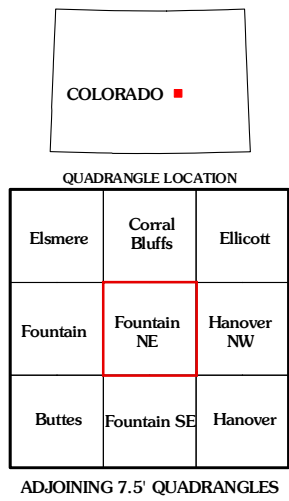 COLORADO
QUADRANGLE LOCATION
Elsmere
Corral
Bluffs
Ellicott
Fountain
Fountain
NE
Hanover
NW
Buttes
Fountain SE
Hanover
ADJOINING 7.5' QUADRANGLES